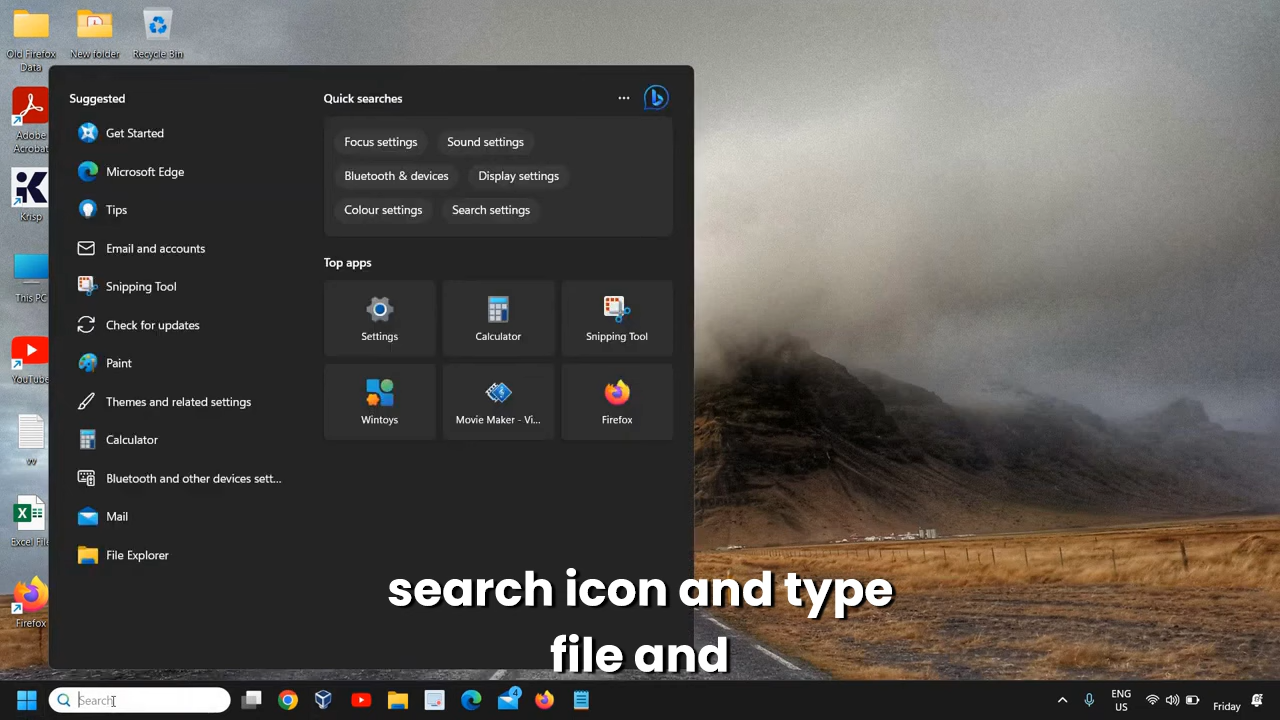 Old Firefox
Data
New folder
Recycle Bin
Adobe
Acrobat
Krisp
This PC
YouTube
vv
Excel File
Firefox
Suggested
Get Started
Microsoft Edge
Tips
Email and accounts
Snipping Tool
Check for updates
Paint
Themes and related settings
Calculator
Bluetooth and other devices sett...
Mail
File Explorer
Quick searches
Focus settings
Sound settings
Bluetooth & devices
Display settings
Colour settings
Search settings
Top apps
Settings
Calculator
Snipping Tool
Wintoys
Movie Maker - Vi...
Firefox
search icon and type
file and
Search
4
ENG
US
Friday